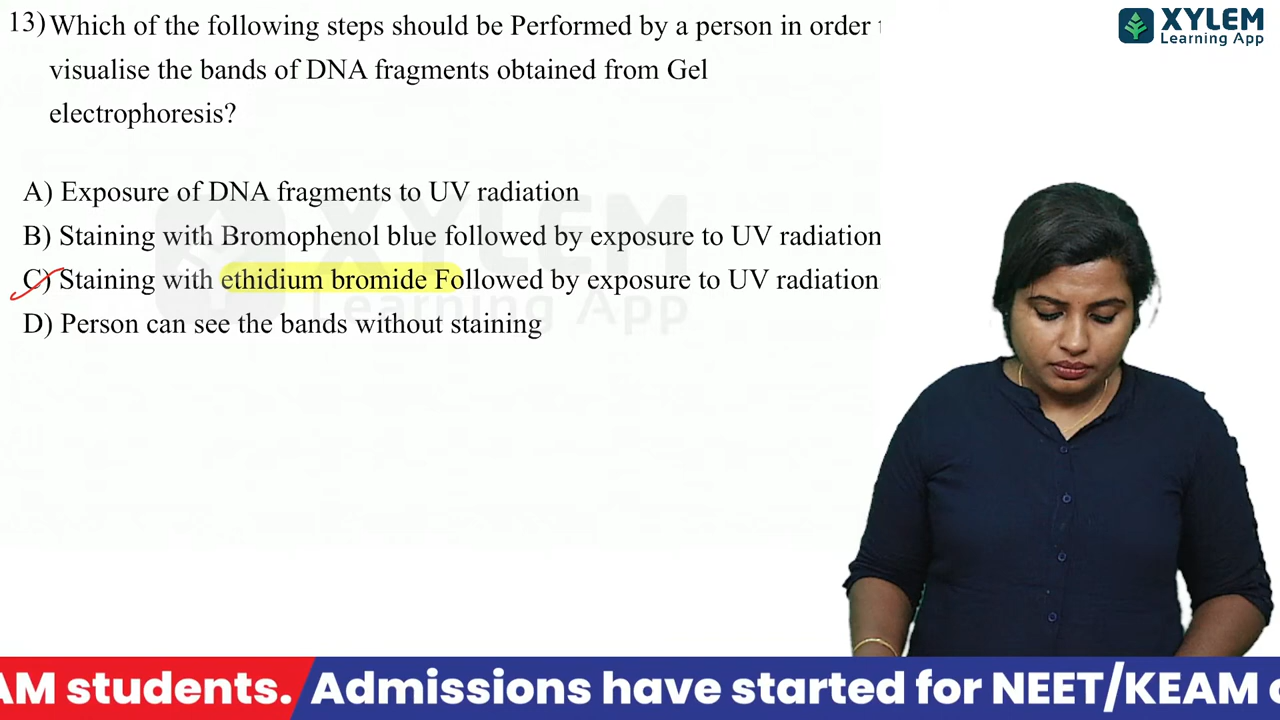 XYLEM
Learning App
13) Which of the following steps should be Performed by a person in order
visualise the bands of DNA fragments obtained from Gel
electrophoresis?
A) Exposure of DNA fragments to UV radiation
B) Staining with Bromophenol blue followed by exposure to UV radiation
C) Staining with ethidium bromide Followed by exposure to UV radiation
D) Person can see the bands without staining
XYLEM
Learning App
AM students. Admissions have started for NEET/KEAM